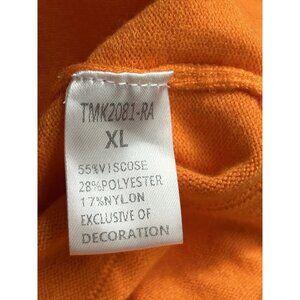 TMK2081-RA
XL
55%VISCOSE
28%POLYESTER
17%NYLON
EXCLUSIVE OF
DECORATION